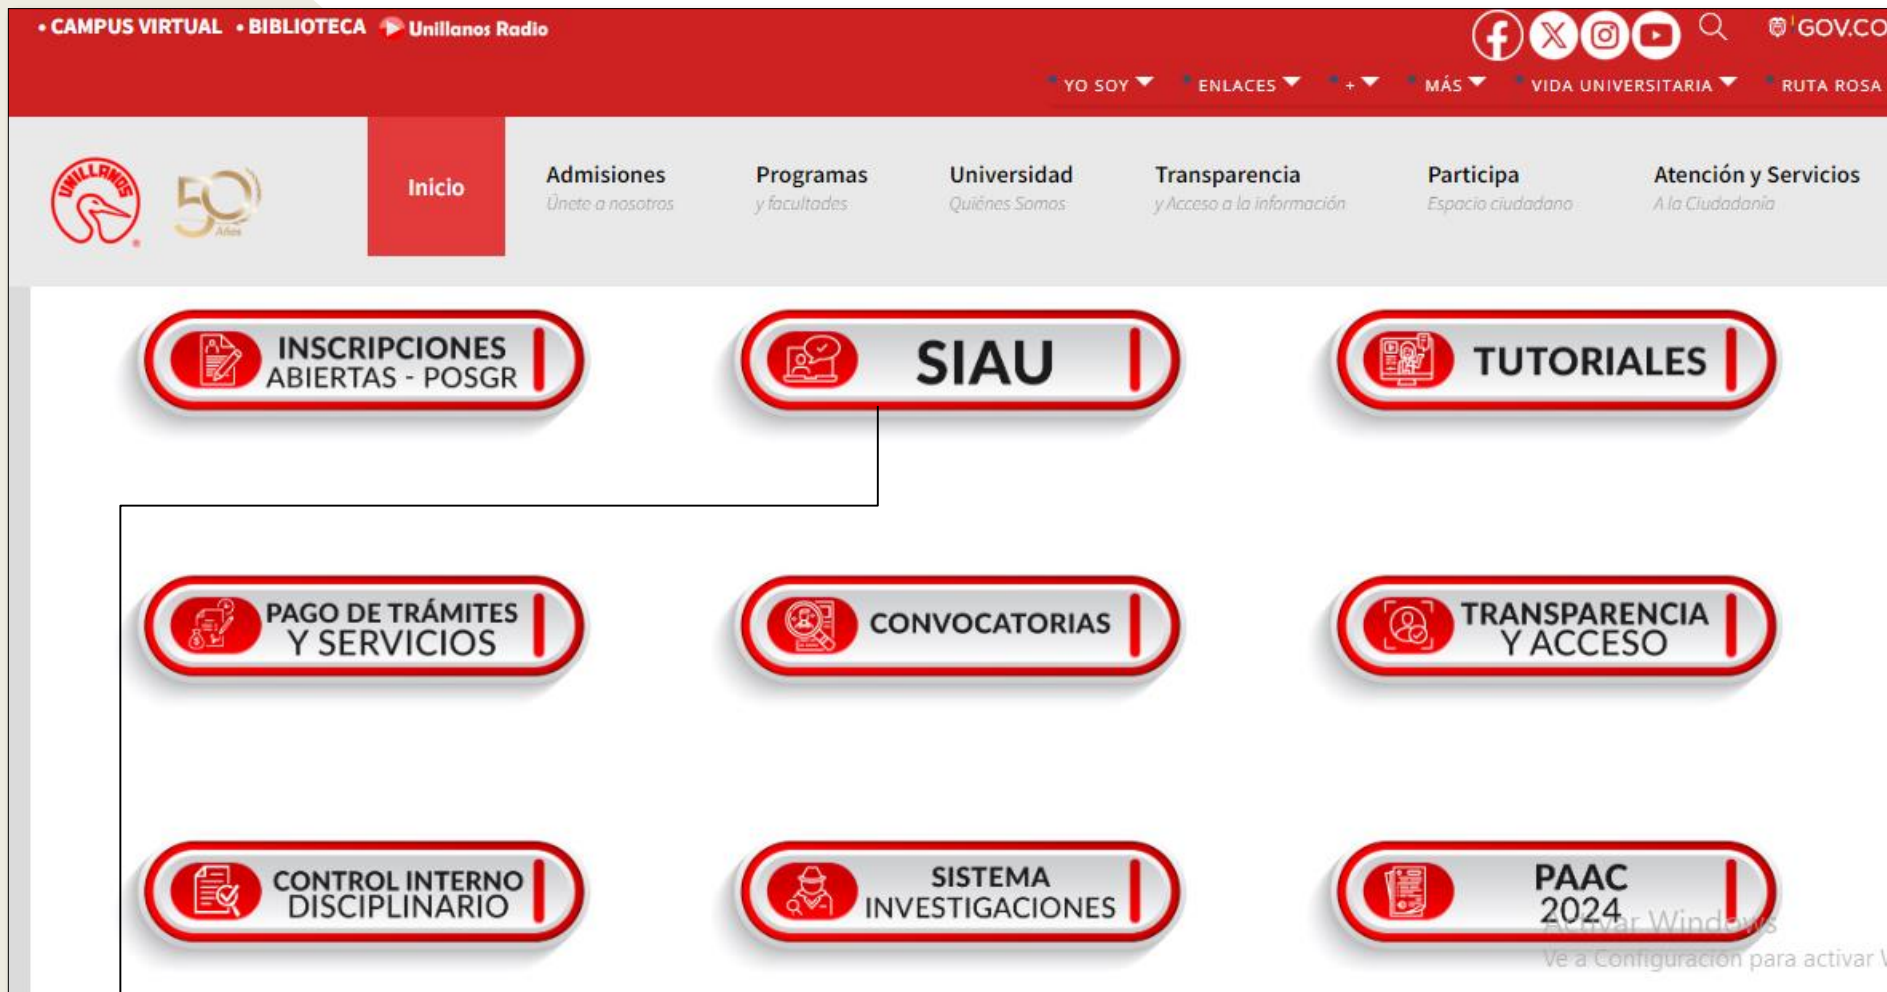 • CAMPUS VIRTUAL • BIBLIOTECA Unillanos Radio
GOV.CO
YO SOY ENLACES + MÁS VIDA UNIVERSITARIA RUTA ROSA
UNILLANOS
50
Años
Inicio
Admisiones
Únete a nosotros
Programas
y facultades
Universidad
Quiénes Somos
Transparencia
y Acceso a la información
Participa
Espacio ciudadano
Atención y Servicios
A la Ciudadanía
INSCRIPCIONES
ABIERTAS - POSGR
SIAU
TUTORIALES
PAGO DE TRÁMITES
Y SERVICIOS
CONVOCATORIAS
TRANSPARENCIA
Y ACCESO
CONTROL INTERNO
DISCIPLINARIO
SISTEMA
INVESTIGACIONES
PAAC
2024
Activar Windows
Ve a Configuración para activar